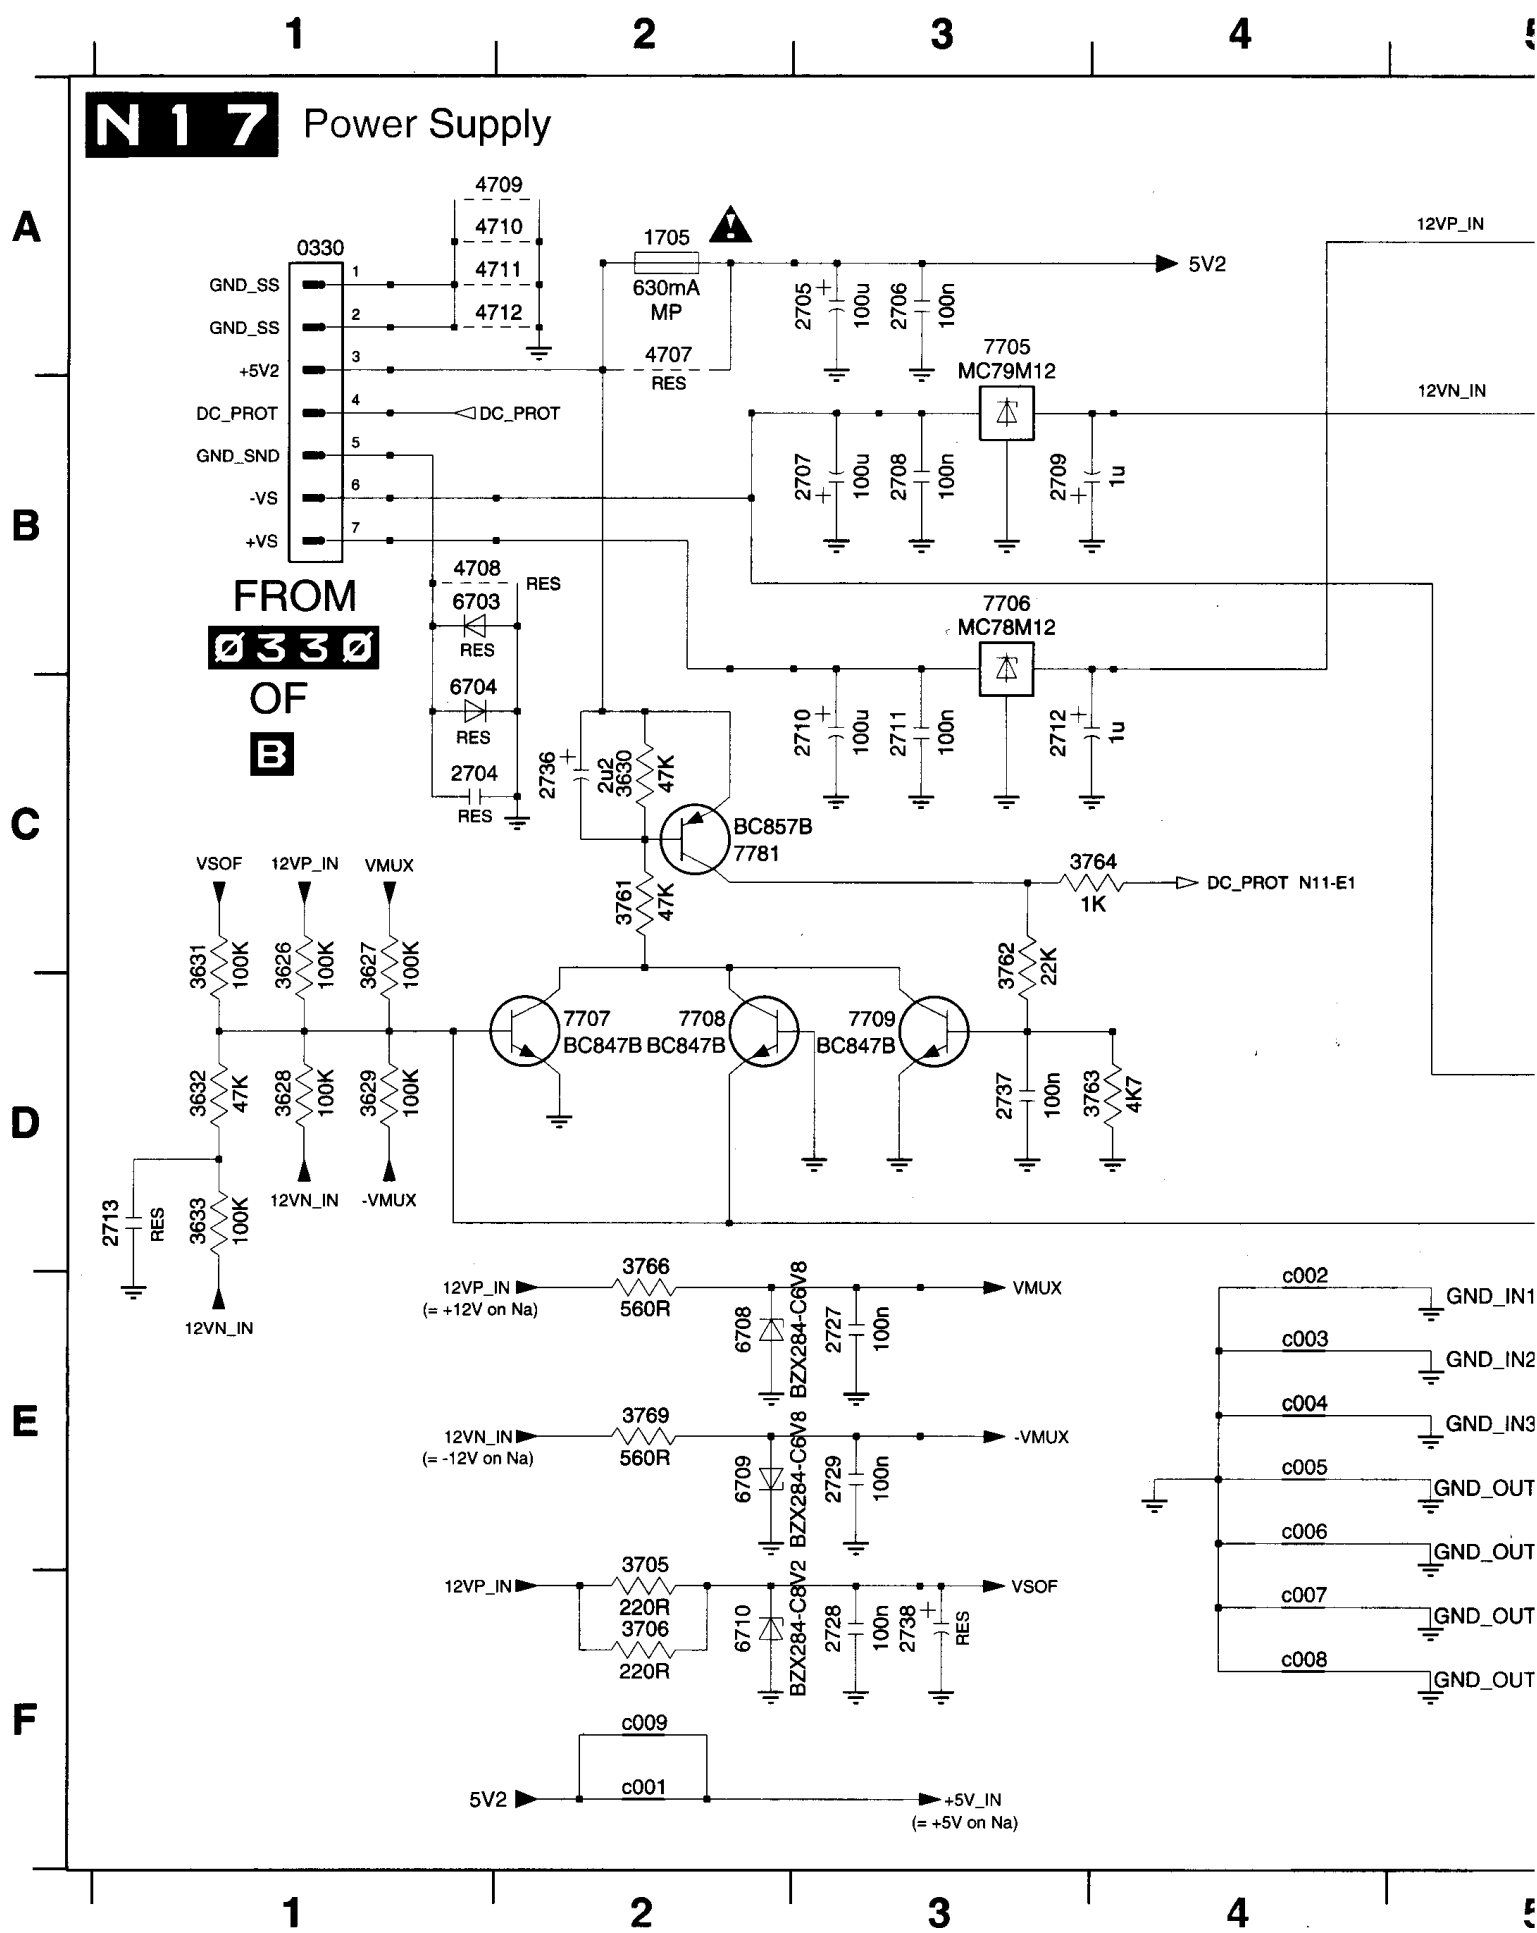 1 2 3 4
N17 Power Supply
A
4709
4710
4711
4712
0330
GND_SS 1
GND_SS 2
+5V2 3
DC_PROT 4
GND_SND 5
-VS 6
+VS 7
DC_PROT
1705
630mA
MP
4707
RES
2705 100u
2706 100n
5V2
12VP_IN
7705
MC79M12
12VN_IN
B
2707 100u
2708 100n
2709 1u
FROM
Ø33Ø
OF
B
4708 RES
6703
RES
6704
RES
2704
RES
7706
MC78M12
2710 100u
2711 100n
2712 1u
C
2736 2u2
3630 47K
BC857B
7781
3761 47K
3764
1K
DC_PROT N11-E1
VSOF 12VP_IN VMUX
3631 100K
3626 100K
3627 100K
3762 22K
7707
BC847B
7708
BC847B
7709
BC847B
D
3632 47K
3628 100K
3629 100K
2737 100n
3763 4K7
12VN_IN -VMUX
2713 RES
3633 100K
12VN_IN
E
12VP_IN
(= +12V on Na)
3766
560R
6708 BZX284-C6V8
2727 100n
VMUX
12VN_IN
(= -12V on Na)
3769
560R
6709 BZX284-C6V8
2729 100n
-VMUX
c002 GND_IN1
c003 GND_IN2
c004 GND_IN3
c005 GND_OUT
c006 GND_OUT
c007 GND_OUT
c008 GND_OUT
F
12VP_IN
3705
220R
3706
220R
6710 BZX284-C8V2
2728 100n
2738 RES
VSOF
c009
5V2 c001 +5V_IN
(= +5V on Na)
1 2 3 4